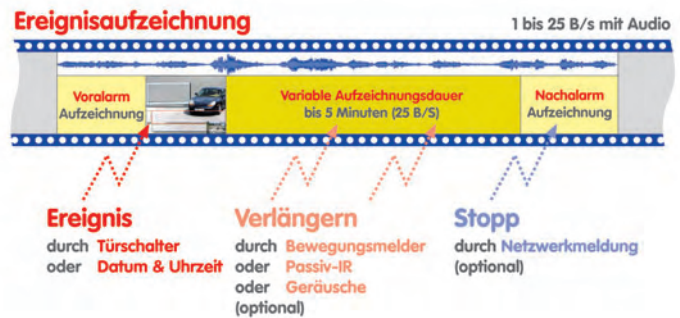 Ereignisaufzeichnung
1 bis 25 B/s mit Audio
Voralarm
Aufzeichnung
Variable Aufzeichnungsdauer
bis 5 Minuten (25 B/S)
Nachalarm
Aufzeichnung
Ereignis
durch Türschalter
oder Datum & Uhrzeit
Verlängern
durch Bewegungsmelder
oder Passiv-IR
oder Geräusche
(optional)
Stopp
durch Netzwerkmeldung
(optional)